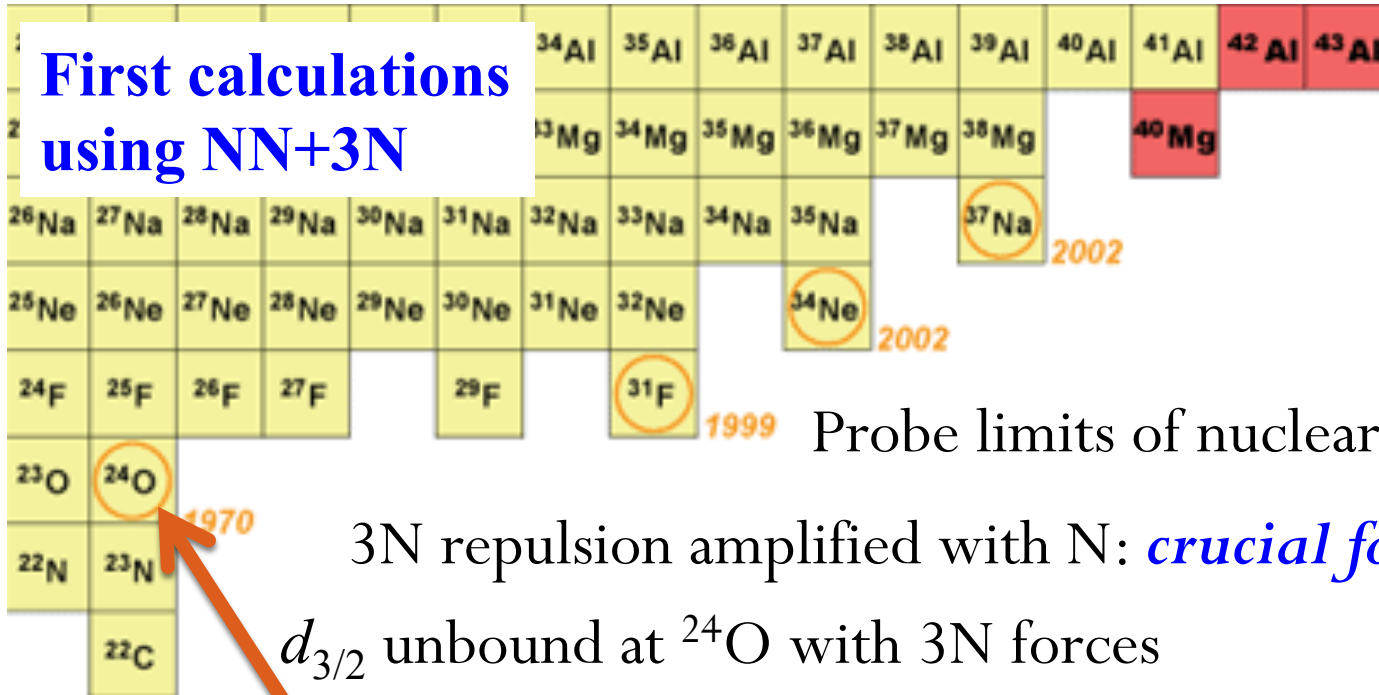 First calculations
using NN+3N
34Al 35Al 36Al 37Al 38Al 39Al 40Al 41Al 42Al 43Al
33Mg 34Mg 35Mg 36Mg 37Mg 38Mg 40Mg
26Na 27Na 28Na 29Na 30Na 31Na 32Na 33Na 34Na 35Na 37Na
2002
25Ne 26Ne 27Ne 28Ne 29Ne 30Ne 31Ne 32Ne 34Ne
2002
24F 25F 26F 27F 29F 31F
1999 Probe limits of nuclear
23O 24O
1970
3N repulsion amplified with N: crucial fo
22N 23N
d3/2 unbound at 24O with 3N forces
22C